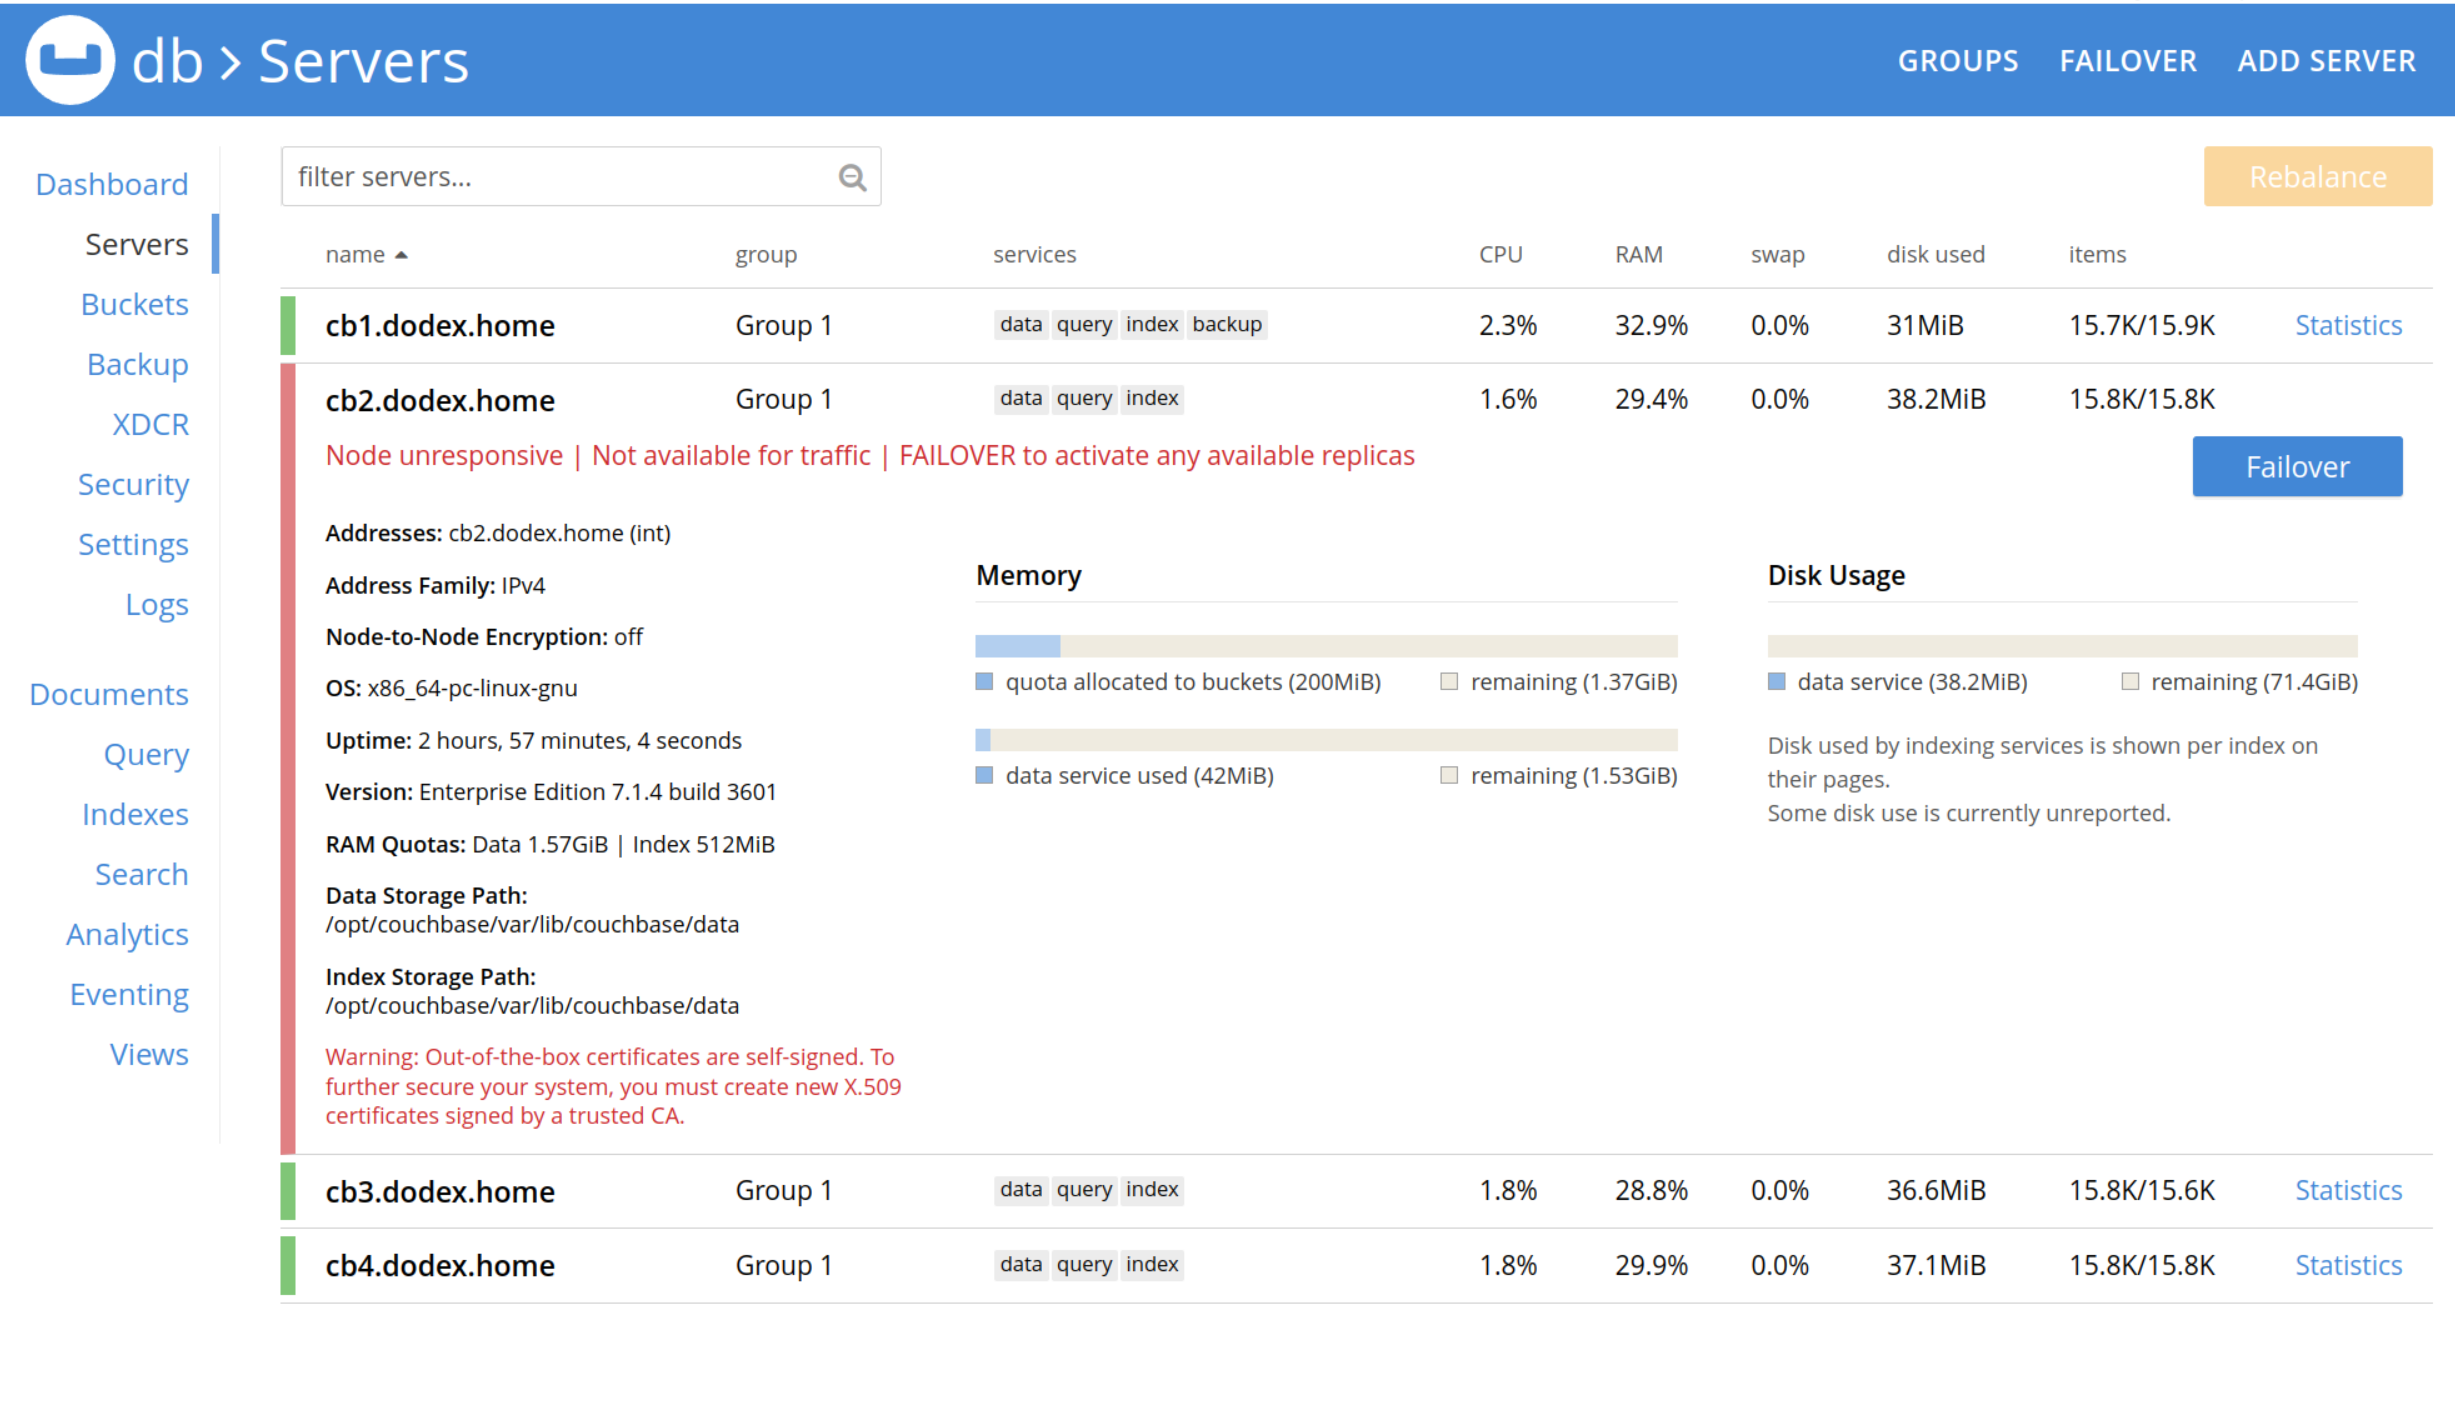 db > Servers
GROUPS FAILOVER ADD SERVER
Dashboard
Servers
Buckets
Backup
XDCR
Security
Settings
Logs
Documents
Query
Indexes
Search
Analytics
Eventing
Views
filter servers...
Rebalance
name group services CPU RAM swap disk used items
cb1.dodex.home Group 1 data query index backup 2.3% 32.9% 0.0% 31MiB 15.7K/15.9K Statistics
cb2.dodex.home Group 1 data query index 1.6% 29.4% 0.0% 38.2MiB 15.8K/15.8K
Node unresponsive | Not available for traffic | FAILOVER to activate any available replicas
Failover
Addresses: cb2.dodex.home (int)
Address Family: IPv4
Node-to-Node Encryption: off
OS: x86_64-pc-linux-gnu
Uptime: 2 hours, 57 minutes, 4 seconds
Version: Enterprise Edition 7.1.4 build 3601
RAM Quotas: Data 1.57GiB | Index 512MiB
Data Storage Path:
/opt/couchbase/var/lib/couchbase/data
Index Storage Path:
/opt/couchbase/var/lib/couchbase/data
Warning: Out-of-the-box certificates are self-signed. To
further secure your system, you must create new X.509
certificates signed by a trusted CA.
Memory
quota allocated to buckets (200MiB) remaining (1.37GiB)
data service used (42MiB) remaining (1.53GiB)
Disk Usage
data service (38.2MiB) remaining (71.4GiB)
Disk used by indexing services is shown per index on
their pages.
Some disk use is currently unreported.
cb3.dodex.home Group 1 data query index 1.8% 28.8% 0.0% 36.6MiB 15.8K/15.6K Statistics
cb4.dodex.home Group 1 data query index 1.8% 29.9% 0.0% 37.1MiB 15.8K/15.8K Statistics